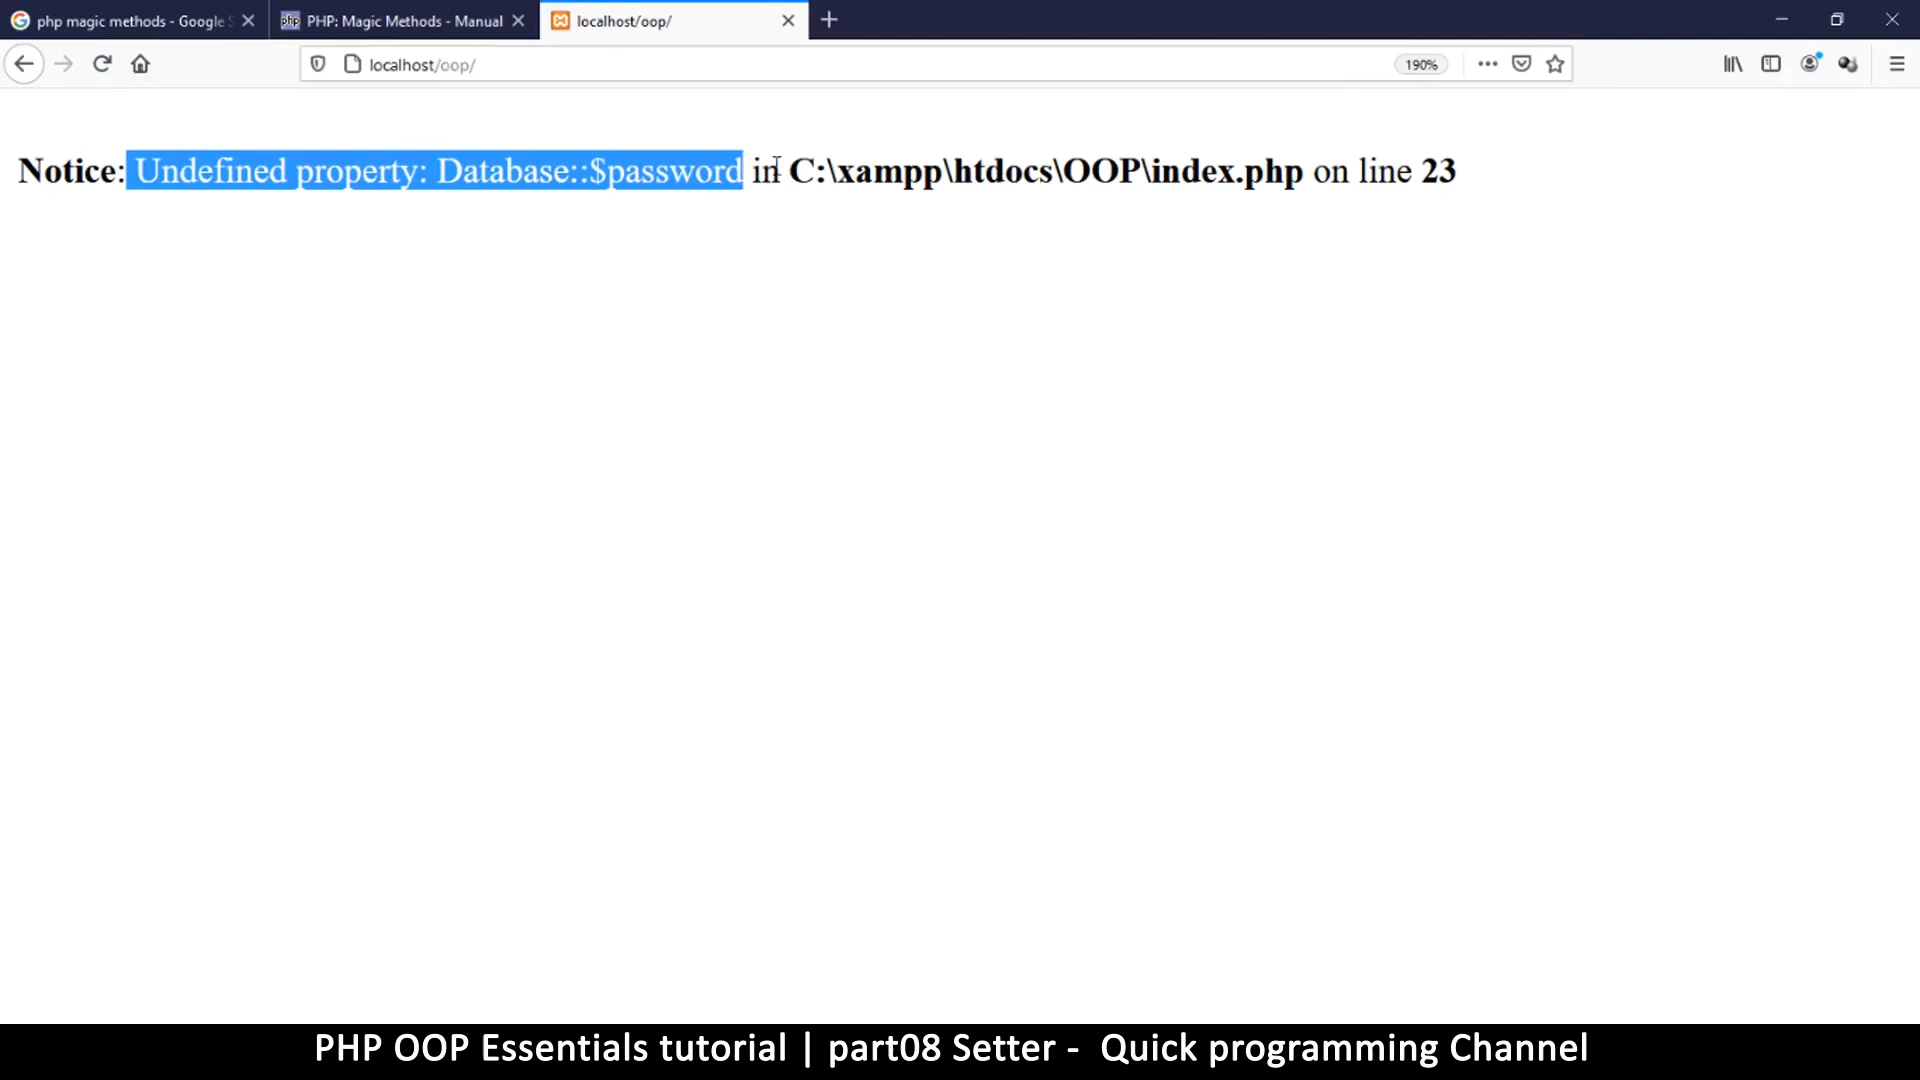 php magic methods - Google S
php PHP: Magic Methods - Manual
localhost/oop/
localhost/oop/
190%
Notice: Undefined property: Database::$password in C:\xampp\htdocs\OOP\index.php on line 23
PHP OOP Essentials tutorial | part08 Setter - Quick programming Channel